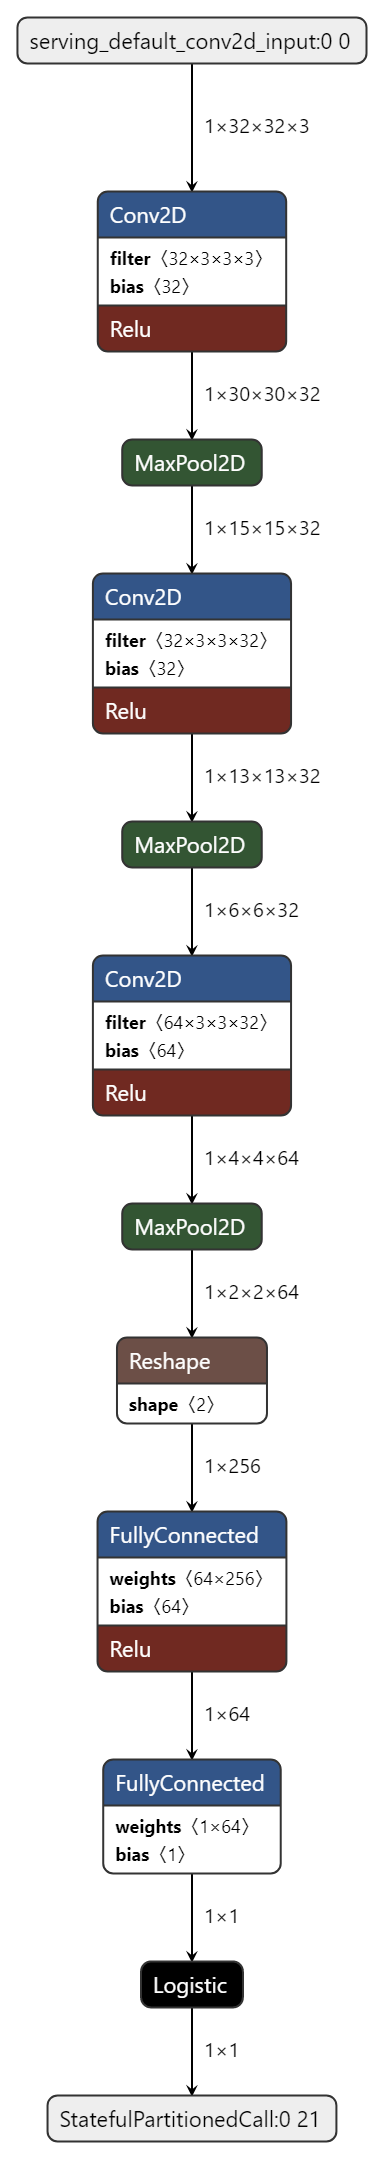 serving_default_conv2d_input:0 0
1×32×32×3
Conv2D
filter〈32×3×3×3〉
bias〈32〉
Relu
1×30×30×32
MaxPool2D
1×15×15×32
Conv2D
filter〈32×3×3×32〉
bias〈32〉
Relu
1×13×13×32
MaxPool2D
1×6×6×32
Conv2D
filter〈64×3×3×32〉
bias〈64〉
Relu
1×4×4×64
MaxPool2D
1×2×2×64
Reshape
shape〈2〉
1×256
FullyConnected
weights〈64×256〉
bias〈64〉
Relu
1×64
FullyConnected
weights〈1×64〉
bias〈1〉
1×1
Logistic
1×1
StatefulPartitionedCall:0 21